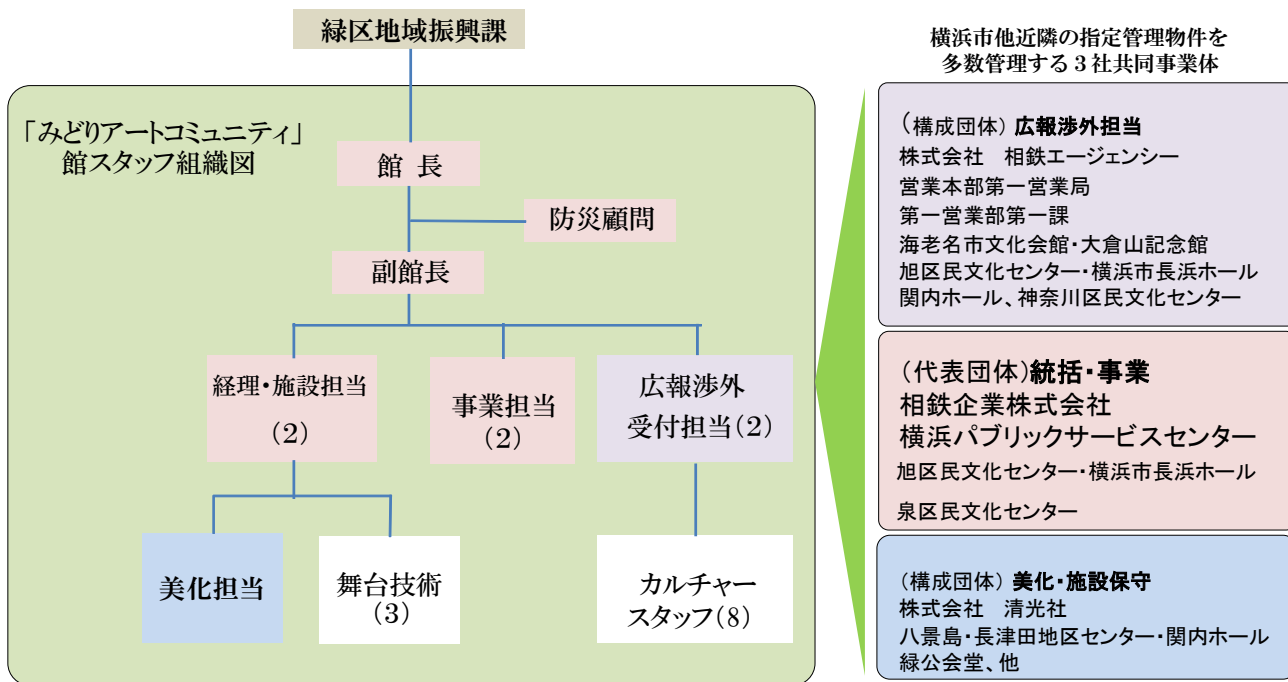 緑区地域振興課
「みどりアートコミュニティ」
館スタッフ組織図
館 長
防災顧問
副館長
経理・施設担当
(2)
事業担当
(2)
広報渉外
受付担当(2)
美化担当
舞台技術
(3)
カルチャー
スタッフ(8)
横浜市他近隣の指定管理物件を
多数管理する3社共同事業体
(構成団体) 広報渉外担当
株式会社 相鉄エージェンシー
営業本部第一営業局
第一営業部第一課
海老名市文化会館・大倉山記念館
旭区民文化センター・横浜市長浜ホール
関内ホール、神奈川区民文化センター
(代表団体)統括・事業
相鉄企業株式会社
横浜パブリックサービスセンター
旭区民文化センター・横浜市長浜ホール
泉区民文化センター
(構成団体) 美化・施設保守
株式会社 清光社
八景島・長津田地区センター・関内ホール
緑公会堂、他